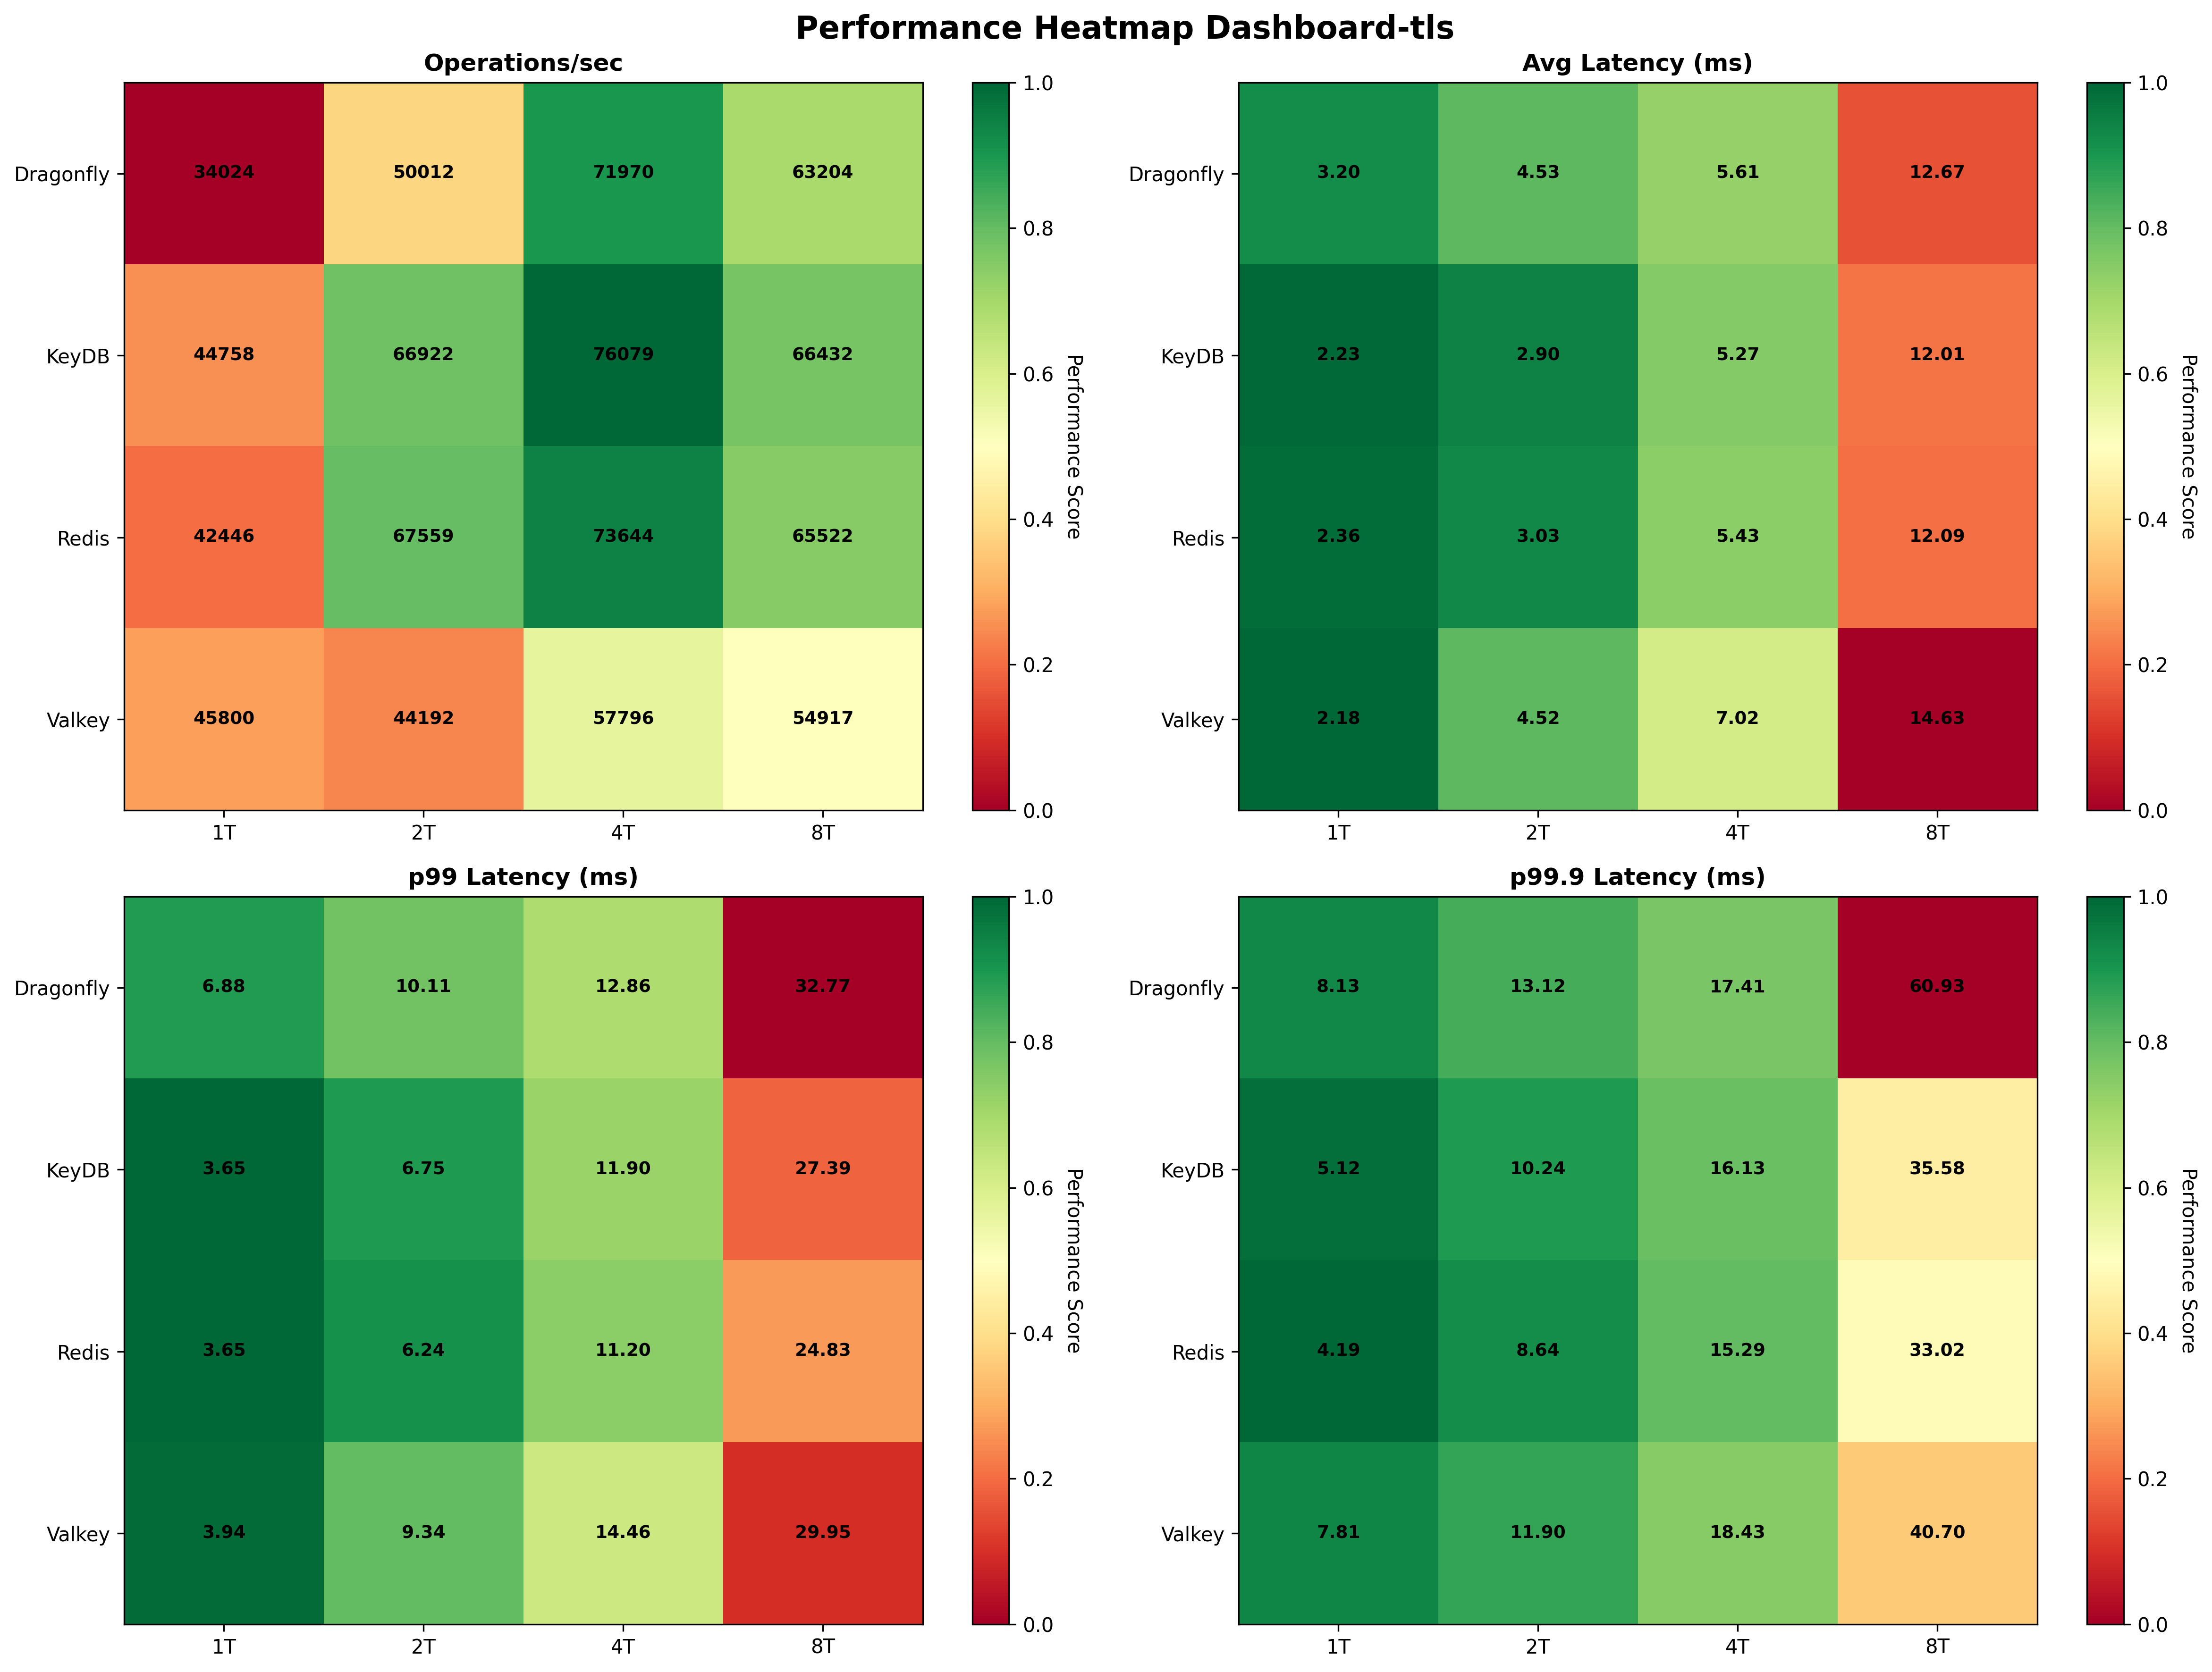 Performance Heatmap Dashboard-tls
Operations/sec
Dragonfly 34024 50012 71970 63204
KeyDB 44758 66922 76079 66432
Redis 42446 67559 73644 65522
Valkey 45800 44192 57796 54917
1T 2T 4T 8T
1.0
0.8
0.6
0.4
0.2
0.0
Performance Score
Avg Latency (ms)
Dragonfly 3.20 4.53 5.61 12.67
KeyDB 2.23 2.90 5.27 12.01
Redis 2.36 3.03 5.43 12.09
Valkey 2.18 4.52 7.02 14.63
1T 2T 4T 8T
1.0
0.8
0.6
0.4
0.2
0.0
Performance Score
p99 Latency (ms)
Dragonfly 6.88 10.11 12.86 32.77
KeyDB 3.65 6.75 11.90 27.39
Redis 3.65 6.24 11.20 24.83
Valkey 3.94 9.34 14.46 29.95
1T 2T 4T 8T
1.0
0.8
0.6
0.4
0.2
0.0
Performance Score
p99.9 Latency (ms)
Dragonfly 8.13 13.12 17.41 60.93
KeyDB 5.12 10.24 16.13 35.58
Redis 4.19 8.64 15.29 33.02
Valkey 7.81 11.90 18.43 40.70
1T 2T 4T 8T
1.0
0.8
0.6
0.4
0.2
0.0
Performance Score